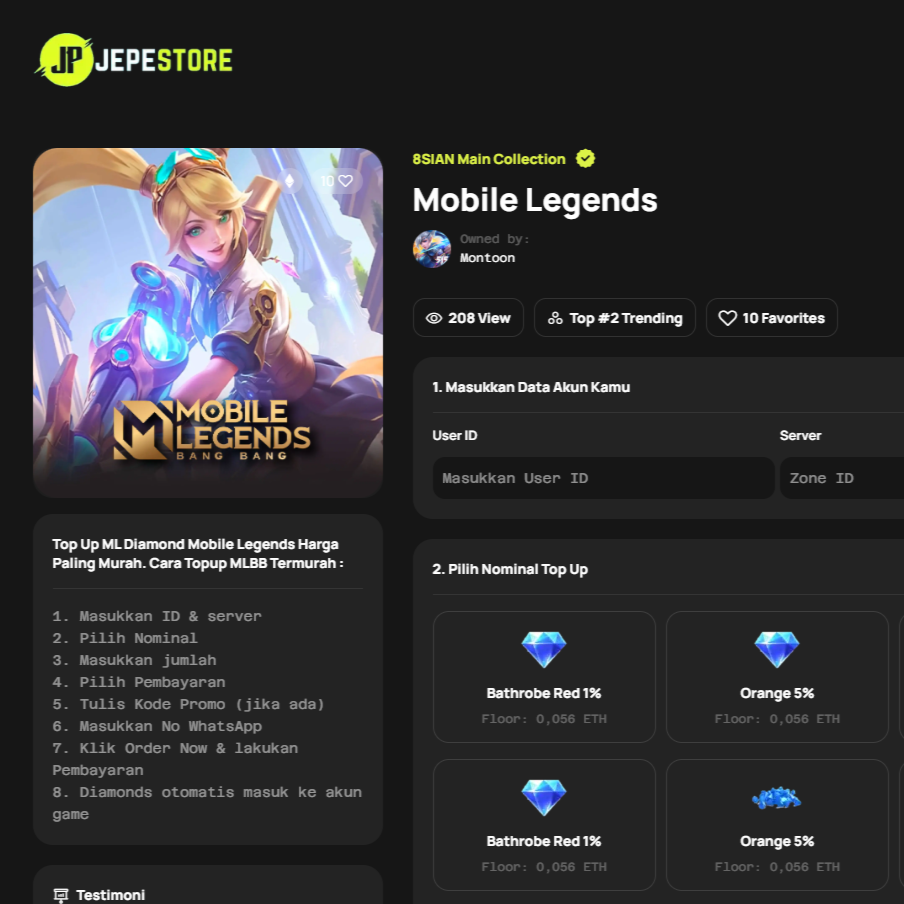 JP JEPESTORE
10
MOBILE
LEGENDS
BANG BANG
Top Up ML Diamond Mobile Legends Harga
Paling Murah. Cara Topup MLBB Termurah :
1. Masukkan ID & server
2. Pilih Nominal
3. Masukkan jumlah
4. Pilih Pembayaran
5. Tulis Kode Promo (jika ada)
6. Masukkan No WhatsApp
7. Klik Order Now & lakukan
Pembayaran
8. Diamonds otomatis masuk ke akun
game
Testimoni
8SIAN Main Collection
Mobile Legends
Owned by:
Montoon
208 View
Top #2 Trending
10 Favorites
1. Masukkan Data Akun Kamu
User ID
Server
Masukkan User ID
Zone ID
2. Pilih Nominal Top Up
Bathrobe Red 1%
Floor: 0,056 ETH
Orange 5%
Floor: 0,056 ETH
Bathrobe Red 1%
Floor: 0,056 ETH
Orange 5%
Floor: 0,056 ETH